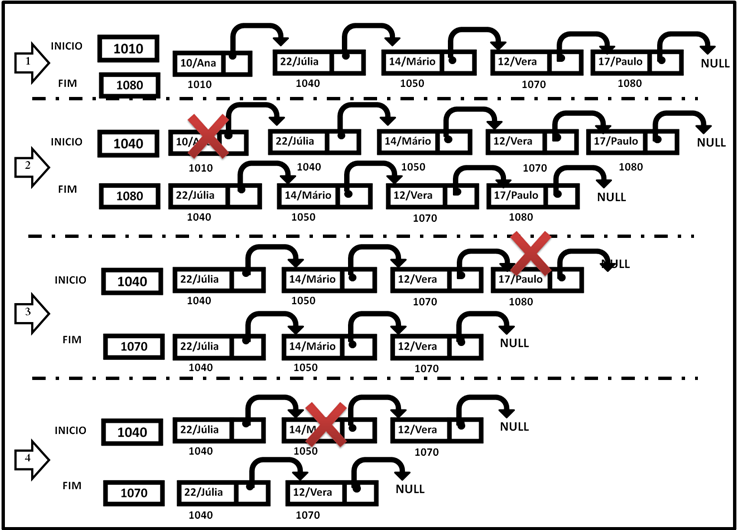 1
INICIO 1010
10/Ana 22/Júlia 14/Mário 12/Vera 17/Paulo NULL
FIM 1080
1010 1040 1050 1070 1080
2
INICIO 1040
22/Júlia 14/Mário 12/Vera 17/Paulo NULL
1010 1040 1050 1070 1080
FIM 1080
22/Júlia 14/Mário 12/Vera 17/Paulo NULL
1040 1050 1070 1080
3
INICIO 1040
22/Júlia 14/Mário 12/Vera 17/Paulo NULL
1040 1050 1070 1080
FIM 1070
22/Júlia 14/Mário 12/Vera NULL
1040 1050 1070
4
INICIO 1040
22/Júlia 12/Vera NULL
1040 1050 1070
FIM 1070
22/Júlia 12/Vera NULL
1040 1070